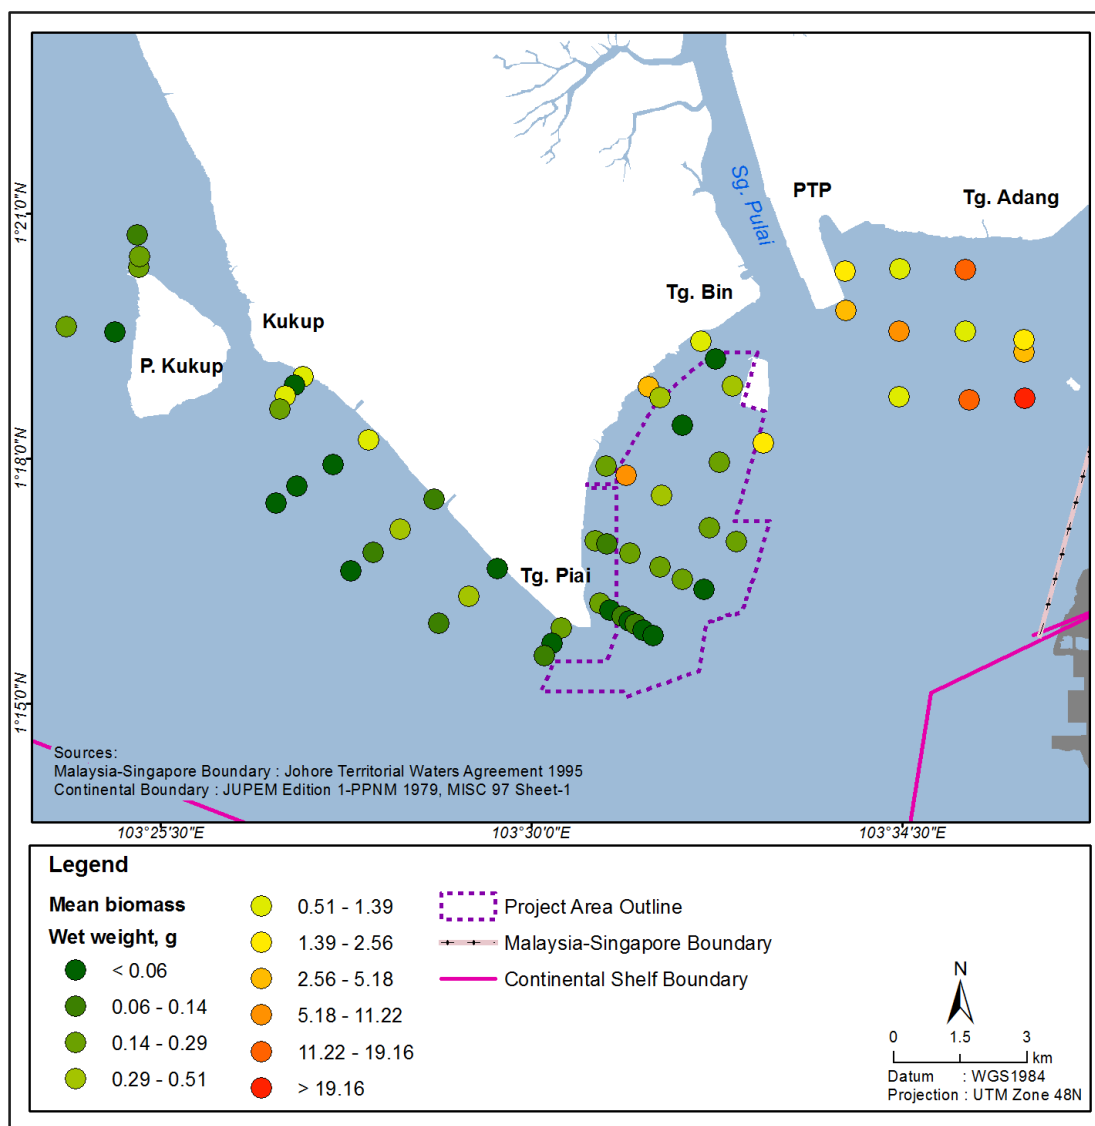 Sg. Pulai
PTP
Tg. Adang
1°21'0"N
Tg. Bin
Kukup
P. Kukup
1°18'0"N
Tg. Piai
1°15'0"N
Sources:
Malaysia-Singapore Boundary : Johore Territorial Waters Agreement 1995
Continental Boundary : JUPEM Edition 1-PPNM 1979, MISC 97 Sheet-1
103°25'30"E
103°30'0"E
103°34'30"E
Legend
Mean biomass
Wet weight, g
< 0.06
0.06 - 0.14
0.14 - 0.29
0.29 - 0.51
0.51 - 1.39
1.39 - 2.56
2.56 - 5.18
5.18 - 11.22
11.22 - 19.16
> 19.16
Project Area Outline
Malaysia-Singapore Boundary
Continental Shelf Boundary
N
0 1.5 3
km
Datum : WGS1984
Projection : UTM Zone 48N